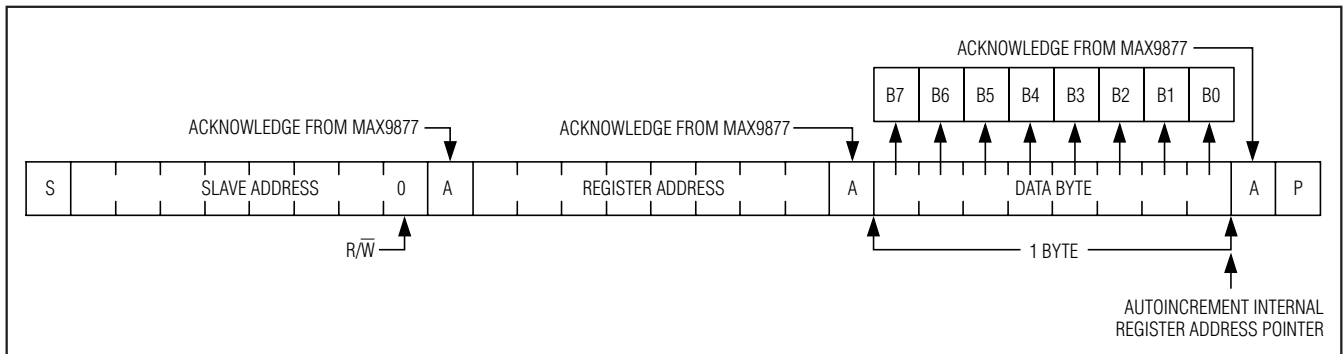 ACKNOWLEDGE FROM MAX9877
B7 B6 B5 B4 B3 B2 B1 B0
ACKNOWLEDGE FROM MAX9877 ACKNOWLEDGE FROM MAX9877
S SLAVE ADDRESS 0 A REGISTER ADDRESS A DATA BYTE A P
R/W̅ 1 BYTE
AUTOINCREMENT INTERNAL
REGISTER ADDRESS POINTER